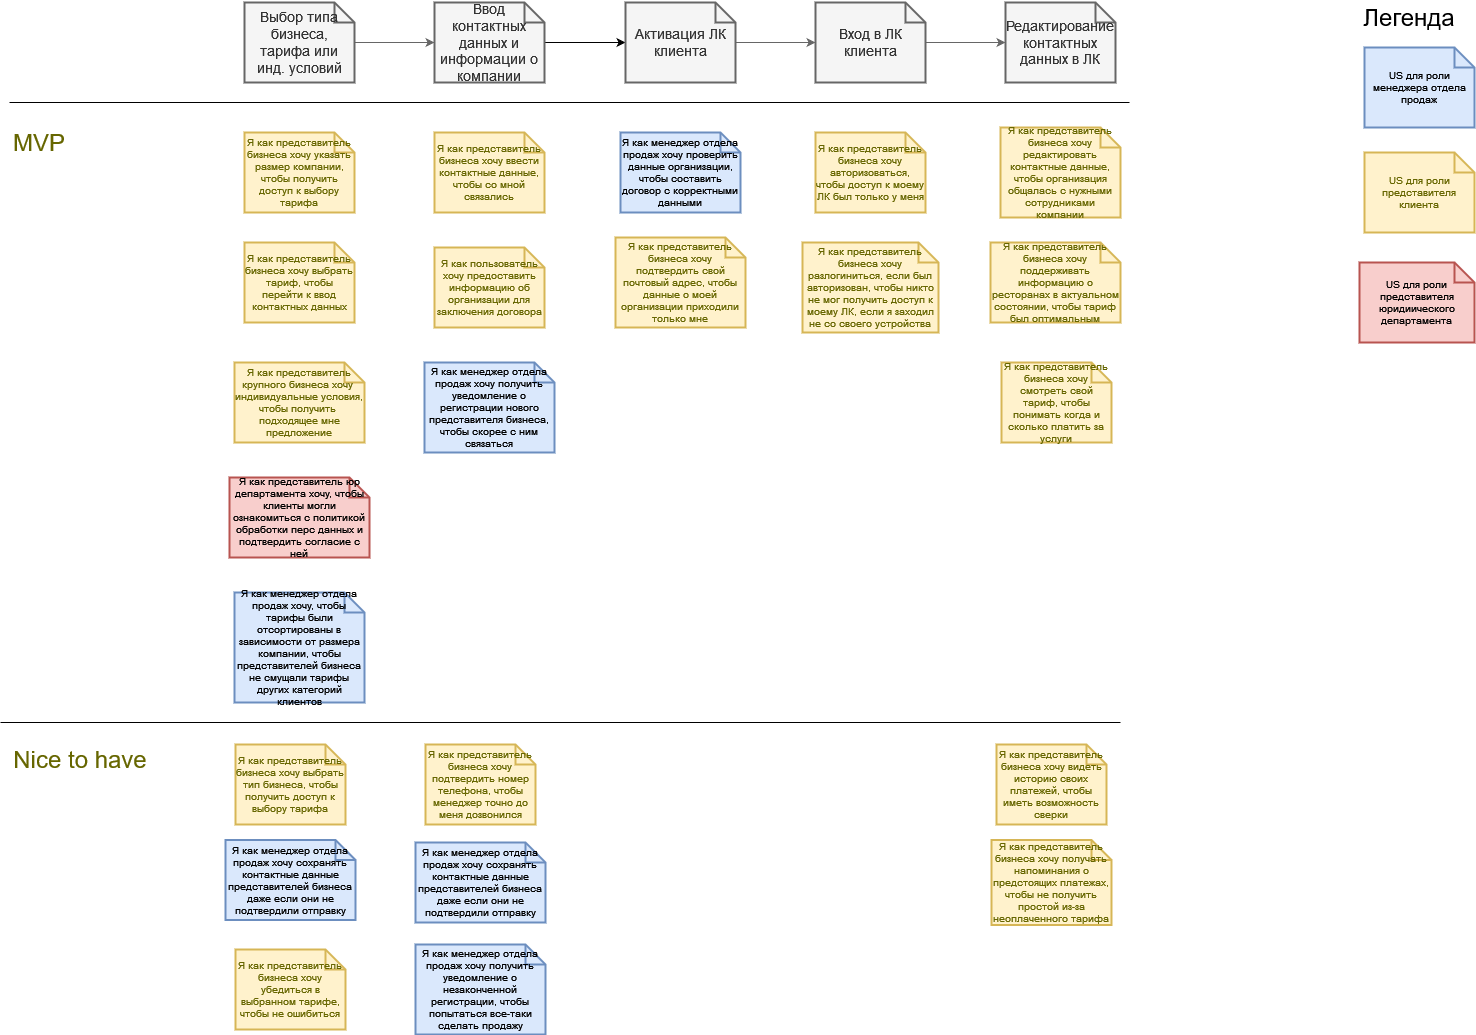 Выбор типа
бизнеса,
тарифа или
инд. условий
Ввод
контактных
данных и
информации о
компании
Активация ЛК
клиента
Вход в ЛК
клиента
Редактирование
контактных
данных в ЛК
Легенда
US для роли
менеджера отдела
продаж
US для роли
представителя
клиента
US для роли
представителя
юридиического
департамента
MVP
Я как представитель
бизнеса хочу указать
размер компании,
чтобы получить
доступ к выбору
тарифа
Я как представитель
бизнеса хочу ввести
контактные данные,
чтобы со мной
связались
Я как менеджер отдела
продаж хочу проверить
данные организации,
чтобы составить
договор с корректными
данными
Я как представитель
бизнеса хочу
авторизоваться,
чтобы доступ к моему
ЛК был только у меня
Я как представитель
бизнеса хочу
редактировать
контактные данные,
чтобы организация
общалась с нужными
сотрудниками
компании
Я как представитель
бизнеса хочу выбрать
тариф, чтобы
перейти к ввод
контактных данных
Я как пользователь
хочу предоставить
информацию об
организации для
заключения договора
Я как представитель
бизнеса хочу
подтвердить свой
почтовый адрес, чтобы
данные о моей
организации приходили
только мне
Я как представитель
бизнеса хочу
разлогиниться, если был
авторизован, чтобы никто
не мог получить доступ к
моему ЛК, если я заходил
не со своего устройства
Я как представитель
бизнеса хочу
поддерживать
информацию о
ресторанах в актуальном
состоянии, чтобы тариф
был оптимальным
Я как представитель
крупного бизнеса хочу
индивидуальные условия,
чтобы получить
подходящее мне
предложение
Я как менеджер отдела
продаж хочу получить
уведомление о
регистрации нового
представителя бизнеса,
чтобы скорее с ним
связаться
Я как представитель
бизнеса хочу
смотреть свой
тариф, чтобы
понимать когда и
сколько платить за
услуги
Я как представитель юр
департамента хочу, чтобы
клиенты могли
ознакомиться с политикой
обработки перс данных и
подтвердить согласие с
ней
Я как менеджер отдела
продаж хочу, чтобы
тарифы были
отсортированы в
зависимости от размера
компании, чтобы
представителей бизнеса
не смущали тарифы
других категорий
клиентов
Nice to have
Я как представитель
бизнеса хочу выбрать
тип бизнеса, чтобы
получить доступ к
выбору тарифа
Я как представитель
бизнеса хочу
подтвердить номер
телефона, чтобы
менеджер точно до
меня дозвонился
Я как представитель
бизнеса хочу видеть
историю своих
платежей, чтобы
иметь возможность
сверки
Я как менеджер отдела
продаж хочу сохранять
контактные данные
представителей бизнеса
даже если они не
подтвердили отправку
Я как менеджер отдела
продаж хочу сохранять
контактные данные
представителей бизнеса
даже если они не
подтвердили отправку
Я как представитель
бизнеса хочу получать
напоминания о
предстоящих платежах,
чтобы не получить
простой из-за
неоплаченного тарифа
Я как представитель
бизнеса хочу
убедиться в
выбранном тарифе,
чтобы не ошибиться
Я как менеджер отдела
продаж хочу получить
уведомление о
незаконченной
регистрации, чтобы
попытаться все-таки
сделать продажу